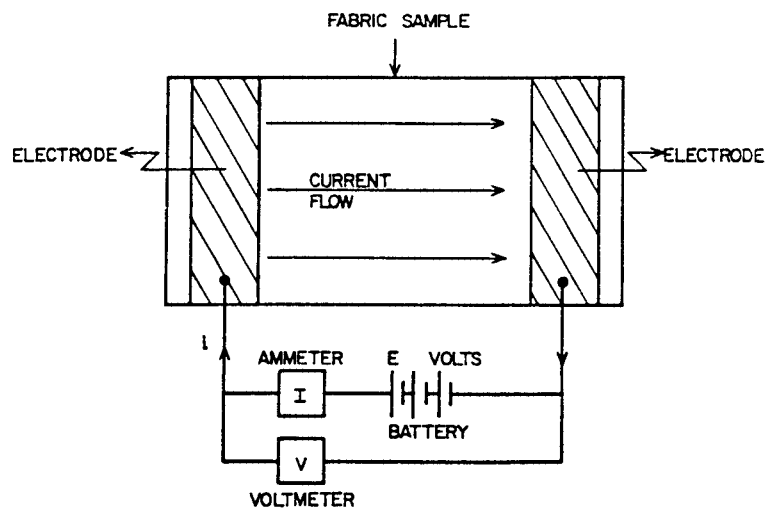 FABRIC SAMPLE
ELECTRODE
ELECTRODE
CURRENT
FLOW
AMMETER
E VOLTS
I
BATTERY
V
VOLTMETER